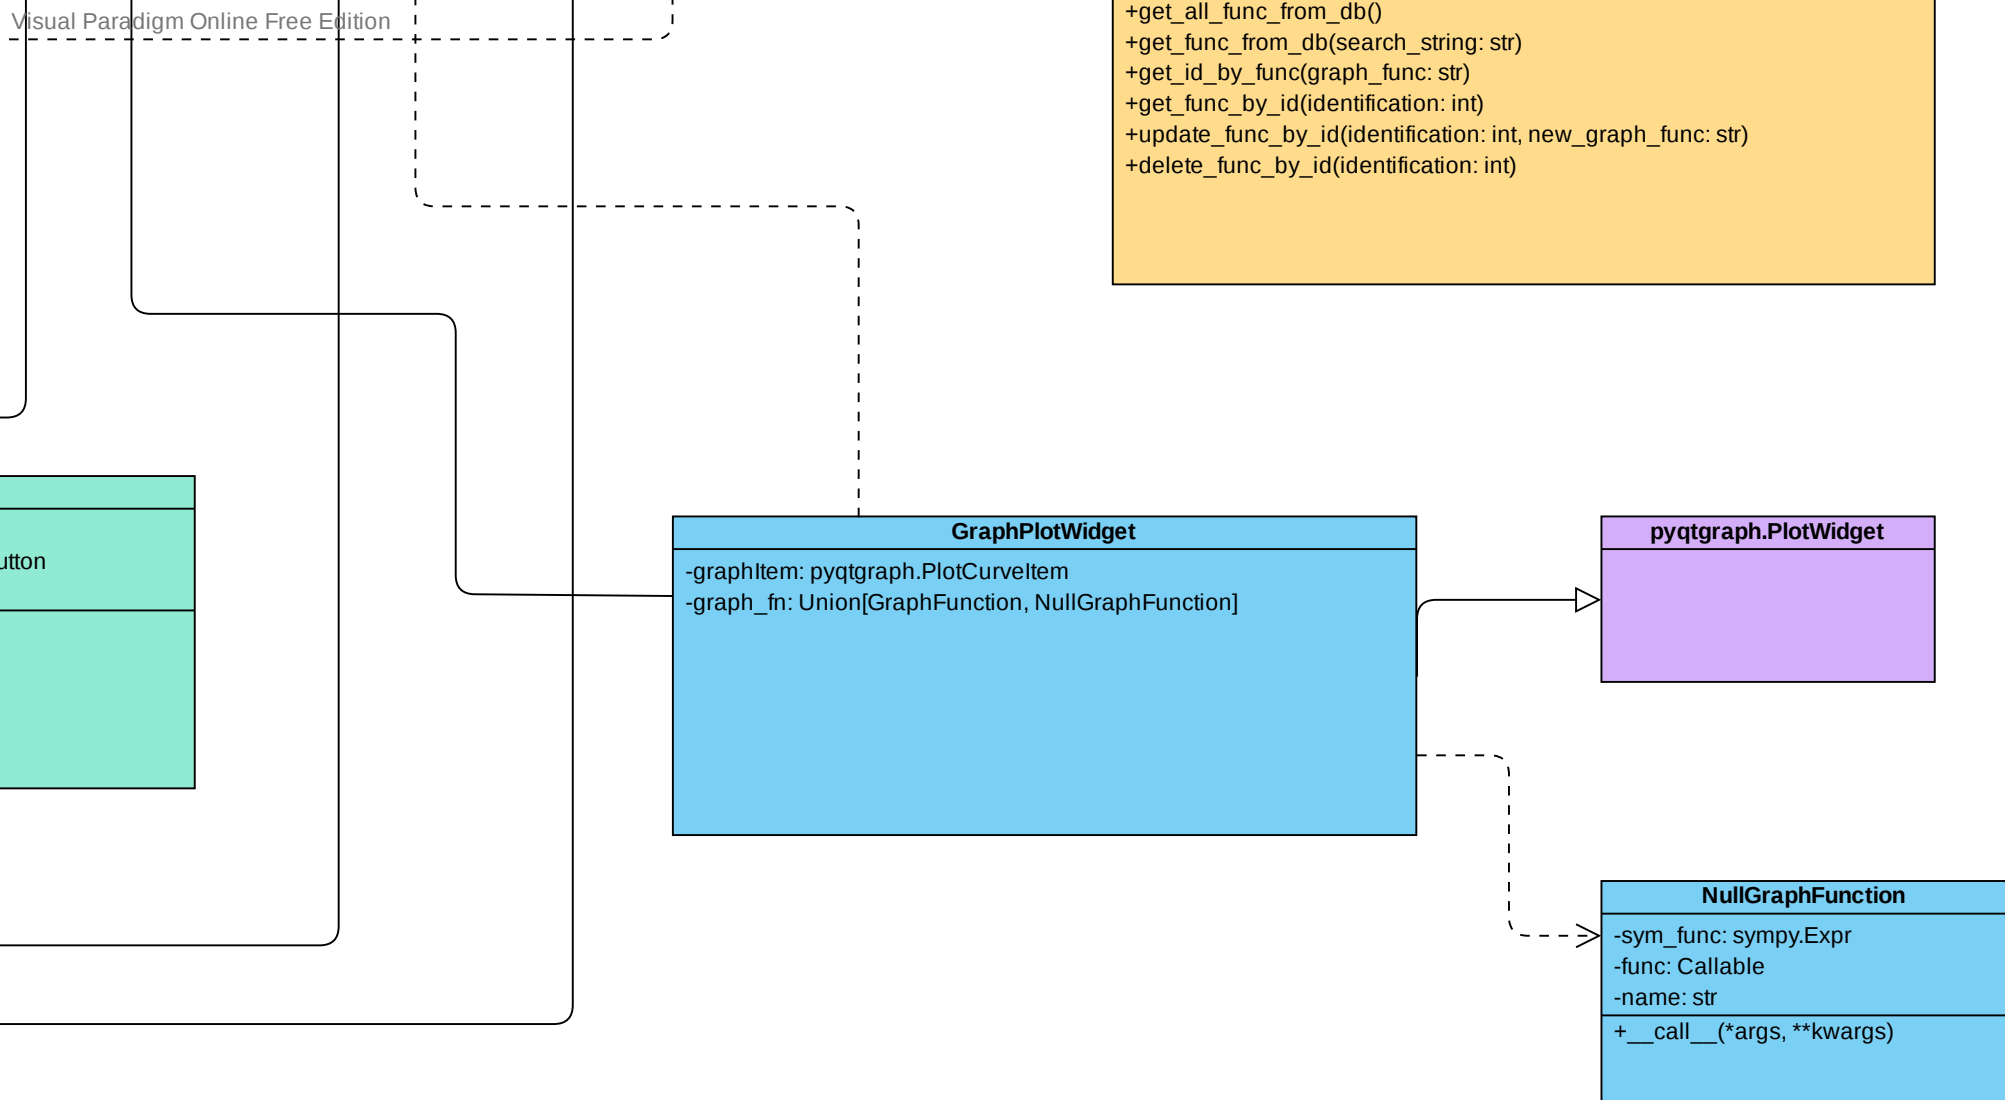 Visual Paradigm Online Free Edition
+get_all_func_from_db()
+get_func_from_db(search_string: str)
+get_id_by_func(graph_func: str)
+get_func_by_id(identification: int)
+update_func_by_id(identification: int, new_graph_func: str)
+delete_func_by_id(identification: int)
utton
GraphPlotWidget
-graphItem: pyqtgraph.PlotCurveItem
-graph_fn: Union[GraphFunction, NullGraphFunction]
pyqtgraph.PlotWidget
NullGraphFunction
-sym_func: sympy.Expr
-func: Callable
-name: str
+__call__(*args, **kwargs)